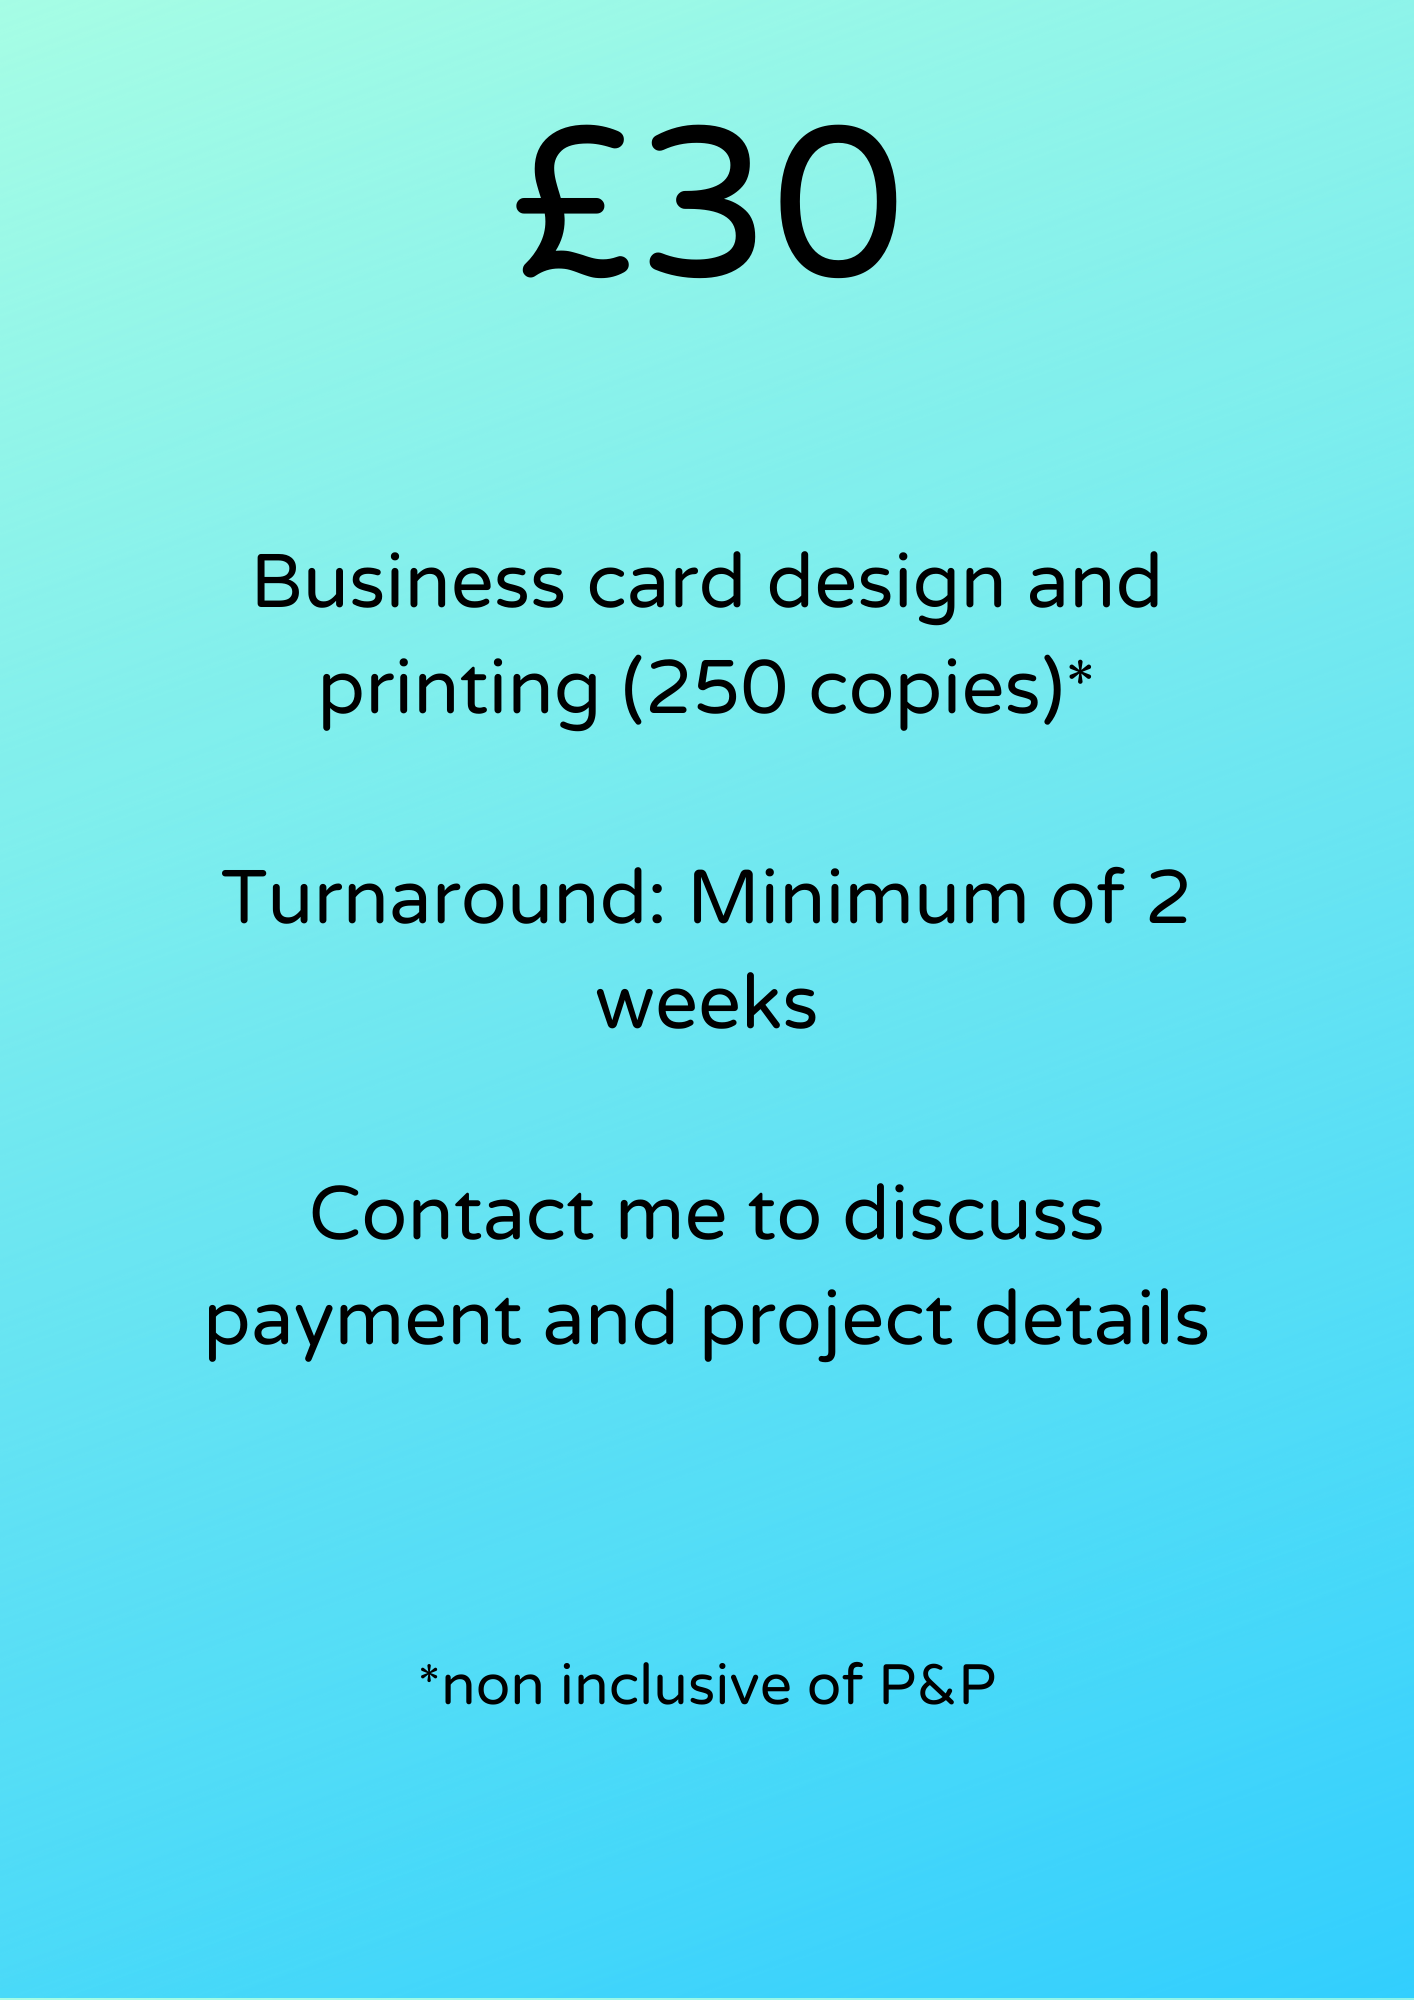 £30
Business card design and
printing (250 copies)*
Turnaround: Minimum of 2
weeks
Contact me to discuss
payment and project details
*non inclusive of P&P